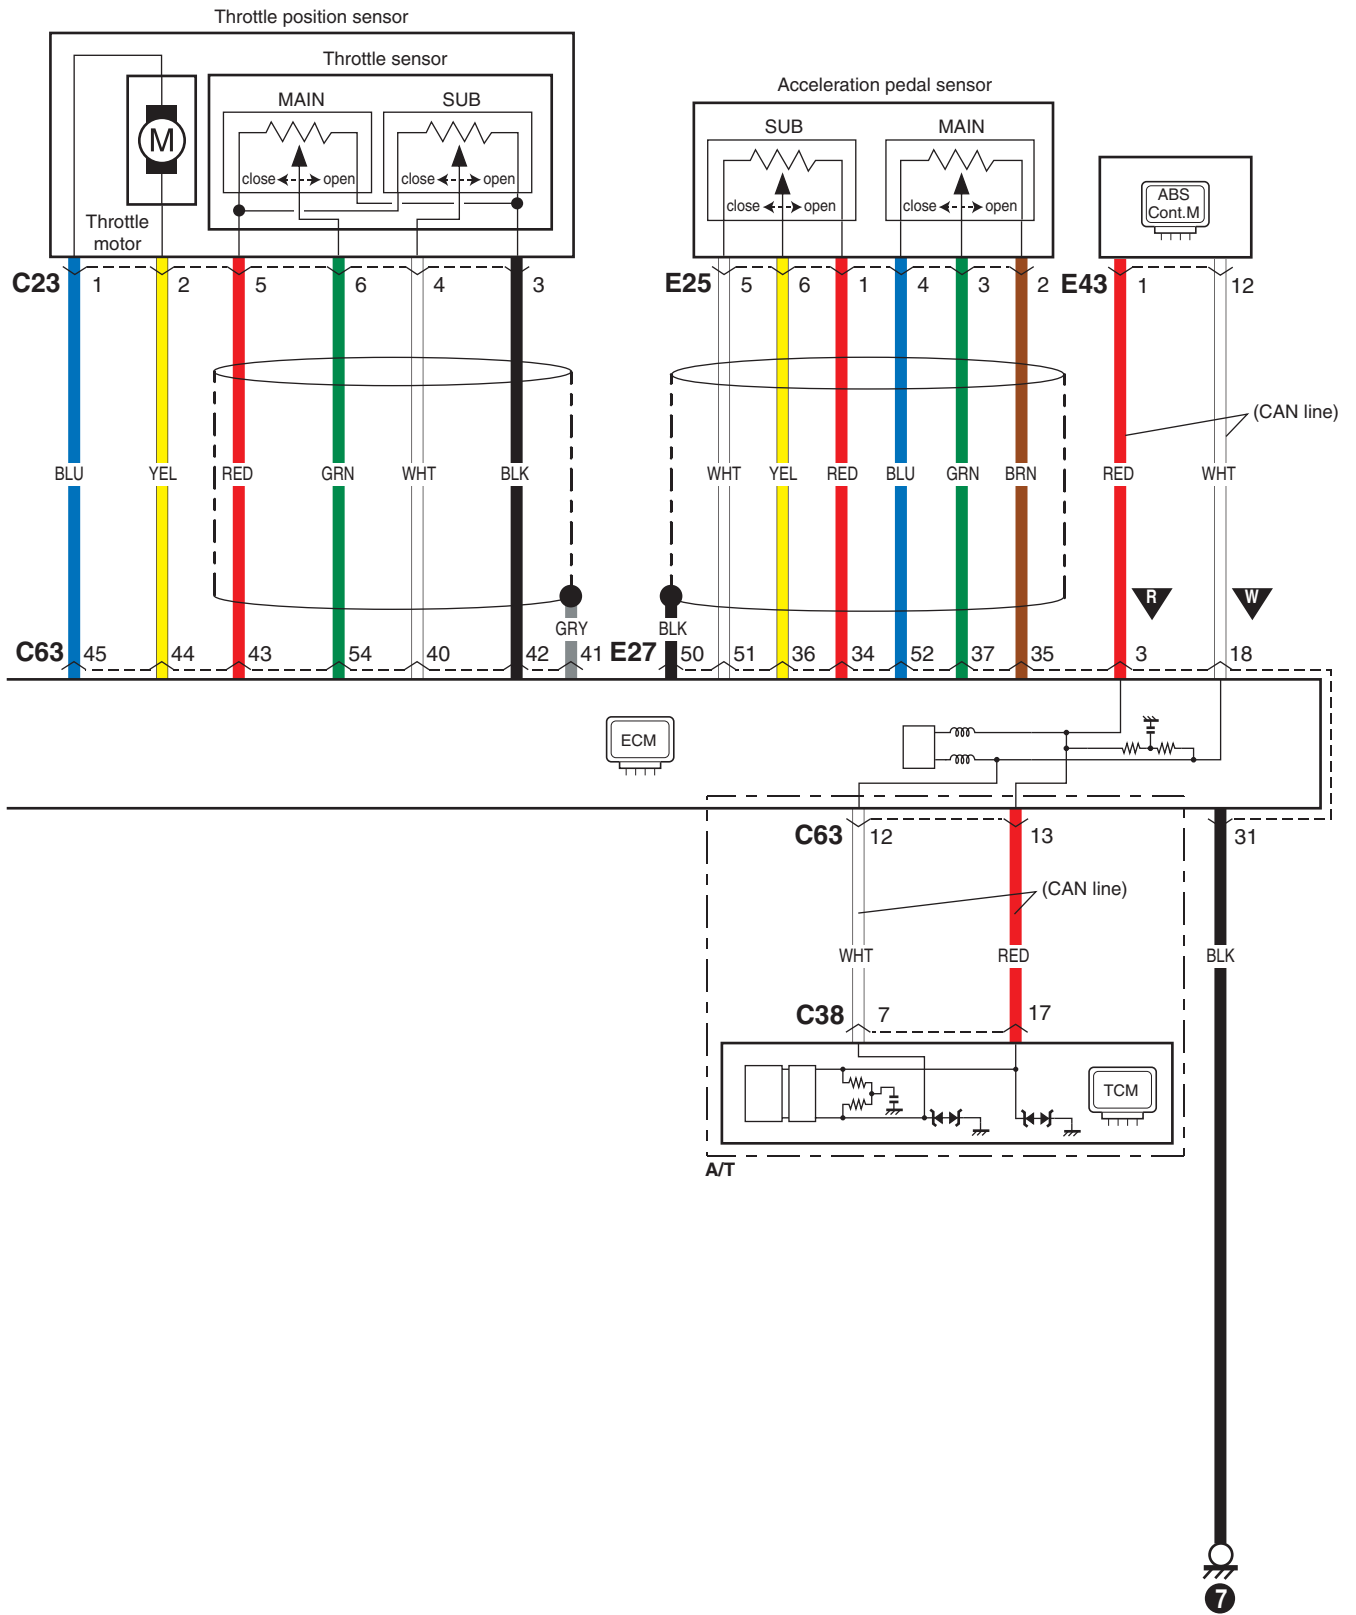 Throttle position sensor
Throttle sensor
MAIN
SUB
close
open
close
open
M
Throttle
motor
Acceleration pedal sensor
SUB
MAIN
close
open
close
open
ABS
Cont.M
C23 1 2 5 6 4 3
E25 5 6 1 4 3 2
E43 1 12
(CAN line)
BLU YEL RED GRN WHT BLK
WHT YEL RED BLU GRN BRN
RED WHT
R W
GRY BLK
C63 45 44 43 54 40 42 41
E27 50 51 36 34 52 37 35 3 18
ECM
C63 12 13 31
(CAN line)
WHT RED BLK
C38 7 17
TCM
A/T
7